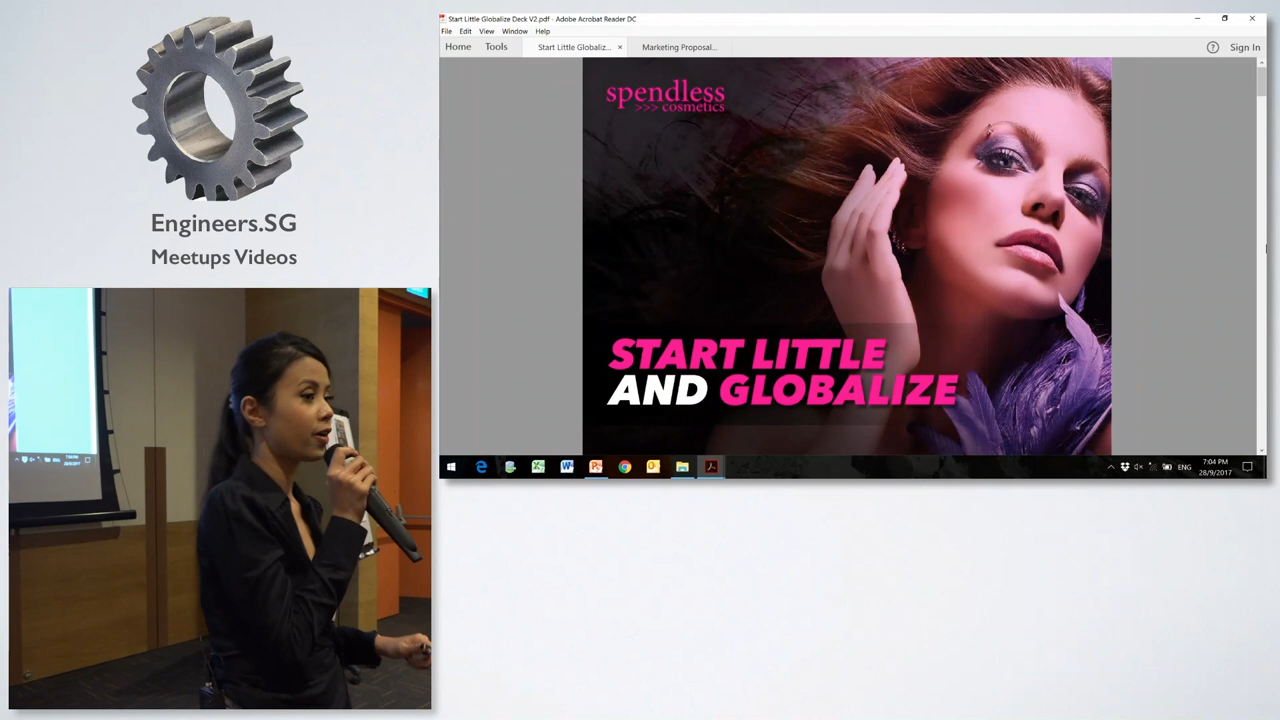 Engineers.SG
Meetups Videos
Start Little Globalize Deck V2.pdf - Adobe Acrobat Reader DC
File Edit View Window Help
Home Tools Start Little Globaliz... × Marketing Proposal... ? Sign In
spendless
>>> cosmetics
START LITTLE
AND GLOBALIZE
ENG
7:04 PM
28/9/2017